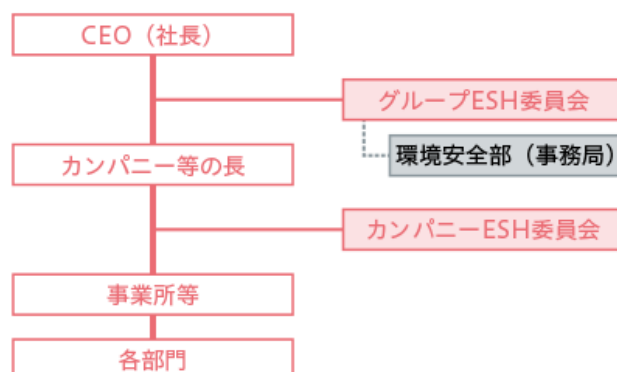 CEO（社長）
グループESH委員会
環境安全部（事務局）
カンパニー等の長
カンパニーESH委員会
事業所等
各部門